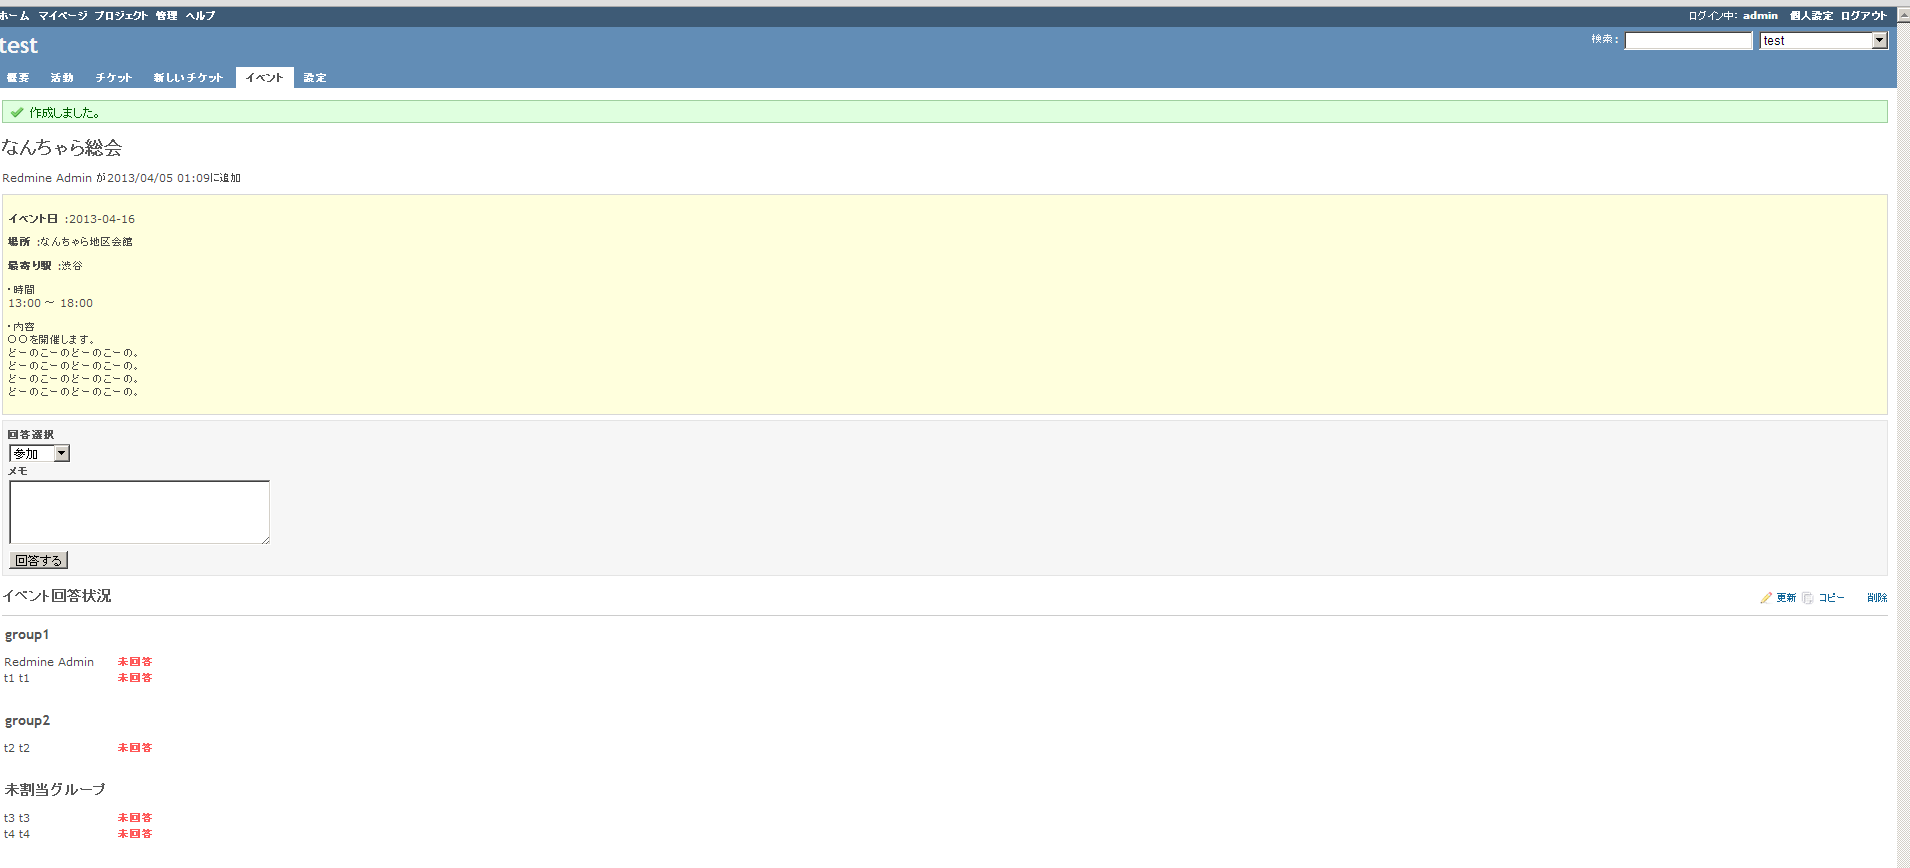 ホーム マイページ プロジェクト 管理 ヘルプ
ログイン中: admin 個人設定 ログアウト
test
検索:
test
概要 活動 チケット 新しいチケット イベント 設定
作成しました。
なんちゃら総会
Redmine Admin が2013/04/05 01:09に追加
イベント日 :2013-04-16
場所 :なんちゃら地区会館
最寄り駅 :渋谷
・時間
13:00 ～ 18:00
・内容
〇〇を開催します。
どーのこーのどーのこーの。
どーのこーのどーのこーの。
どーのこーのどーのこーの。
どーのこーのどーのこーの。
回答選択
参加
メモ
回答する
イベント回答状況
更新 コピー 削除
group1
Redmine Admin 未回答
t1 t1 未回答
group2
t2 t2 未回答
未割当グループ
t3 t3 未回答
t4 t4 未回答